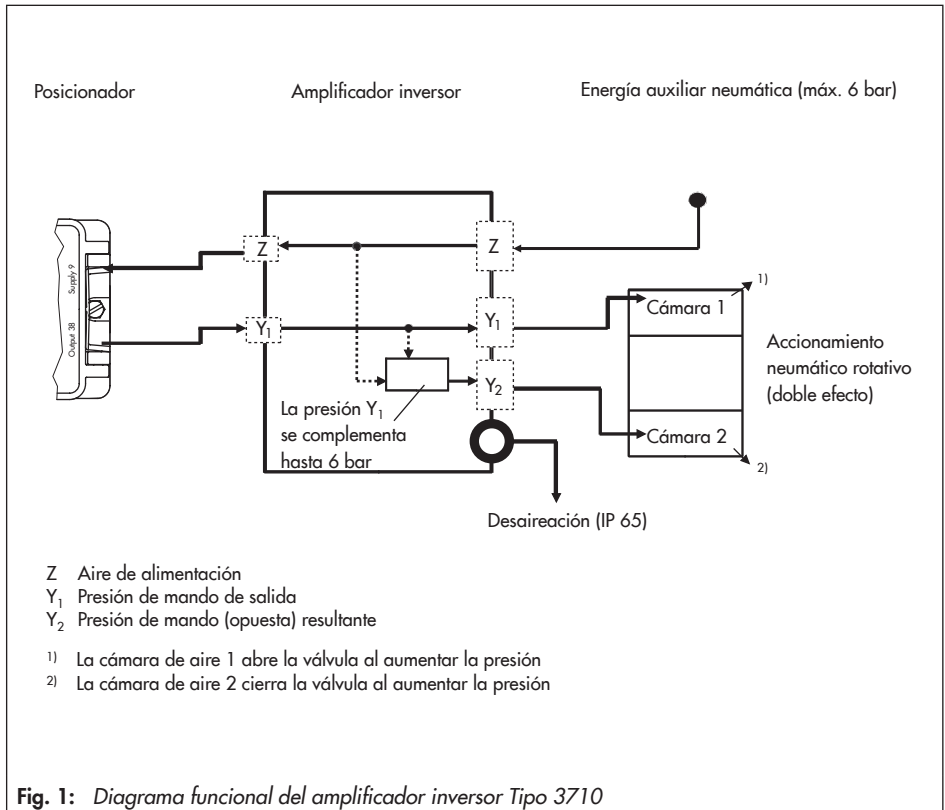 Posicionador
Amplificador inversor
Energía auxiliar neumática (máx. 6 bar)
Supply 9
Output 38
Z
Z
Y1
Y1
Y2
La presión Y1
se complementa
hasta 6 bar
Cámara 1
1)
Accionamiento
neumático rotativo
(doble efecto)
Cámara 2
2)
Desaireación (IP 65)
Z Aire de alimentación
Y1 Presión de mando de salida
Y2 Presión de mando (opuesta) resultante
1) La cámara de aire 1 abre la válvula al aumentar la presión
2) La cámara de aire 2 cierra la válvula al aumentar la presión
Fig. 1: Diagrama funcional del amplificador inversor Tipo 3710